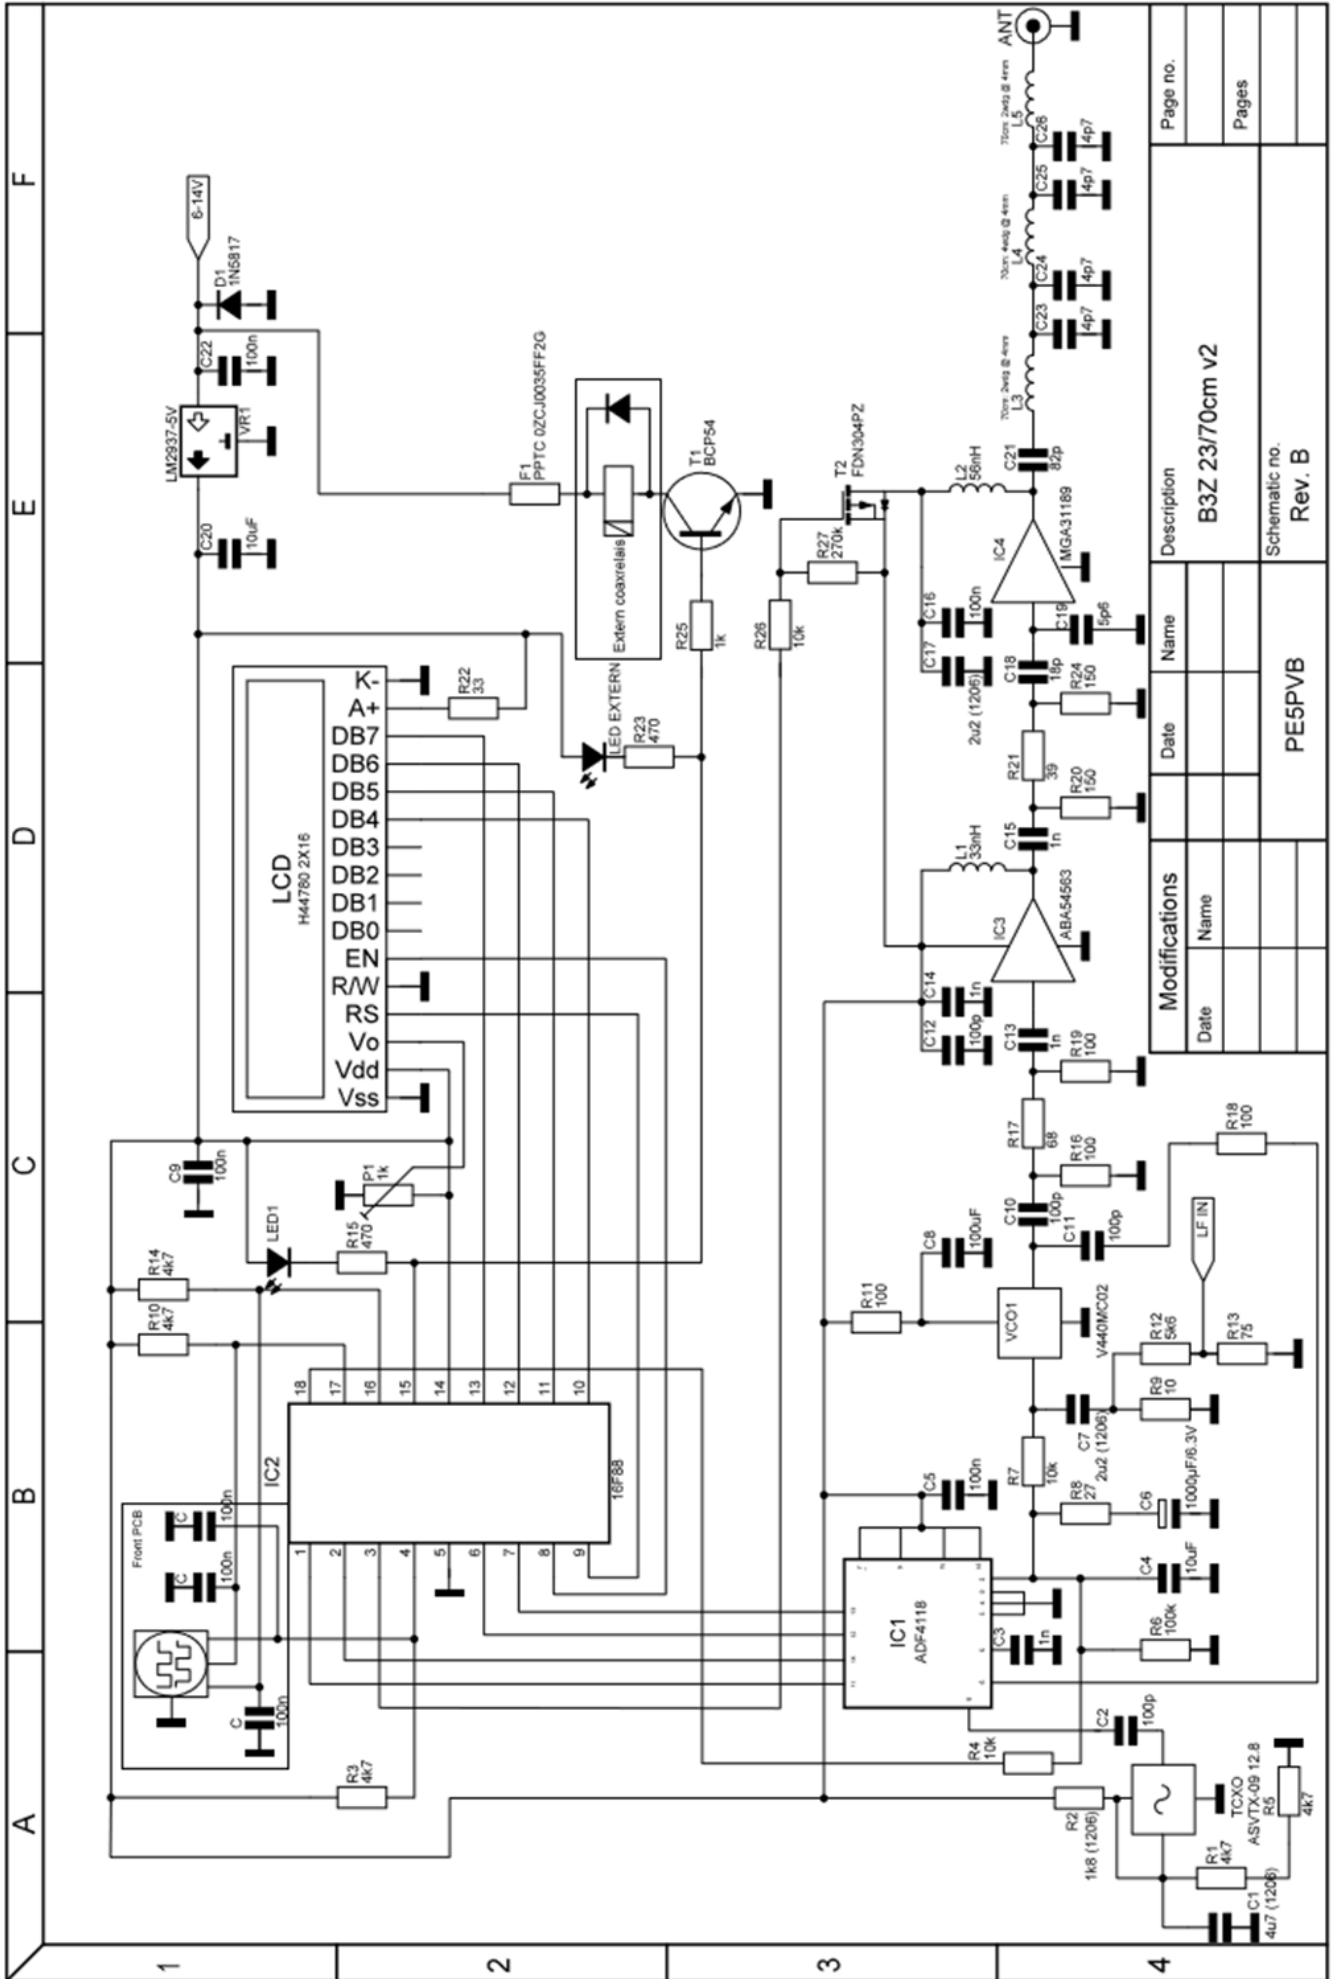 A
B
C
D
E
F
1
2
3
4
R3
4k7
Front PCB
C
100n
C
100n
C
100n
R10
4k7
R14
4k7
LED1
IC2
16F88
1
2
3
4
5
6
7
8
9
18
17
16
15
14
13
12
11
10
R15
470
P1
1k
C9
100n
LCD
H44780 2X16
Vss
Vdd
Vo
RS
R/W
EN
DB0
DB1
DB2
DB3
DB4
DB5
DB6
DB7
A+
K-
R22
33
C20
10uF
LM2937-5V
VR1
C22
100n
D1
1N5817
6-14V
LED EXTERN
R23
470
F1
PPTC 0ZCJ0035FF2G
Extern coaxrelais
T1
BCP54
R25
1k
R26
10k
R27
270k
T2
FDN304PZ
IC1
ADF4118
C5
100n
C3
1n
R4
10k
R2
1k8 (1206)
C2
100p
TCXO
ASVTX-09 12.8
R5
4k7
R1
4k7
C1
4u7 (1206)
R6
100k
C4
10uF
R8
27
C6
1000µF/6.3V
R7
10k
C7
2u2 (1206)
R9
10
R12
5k6
R13
75
LF IN
VCO1
V440MC02
R11
100
C8
100uF
C10
100p
C11
100p
R18
100
R16
100
R17
68
R19
100
C13
1n
C12
100p
C14
1n
IC3
ABA54563
L1
33nH
C15
1n
R20
150
R21
39
R24
150
C18
18p
C19
5p6
C17
2u2 (1206)
C16
100n
IC4
MGA31189
L2
56nH
C21
82p
70cm: 2wdg @ 4mm
L3
C23
4p7
C24
4p7
70cm: 4wdg @ 4mm
L4
C25
4p7
C26
4p7
70cm: 2wdg @ 4mm
L5
ANT
Modifications
Date
Name
Date
Name
PE5PVB
Description
B3Z 23/70cm v2
Schematic no.
Rev. B
Page no.
Pages